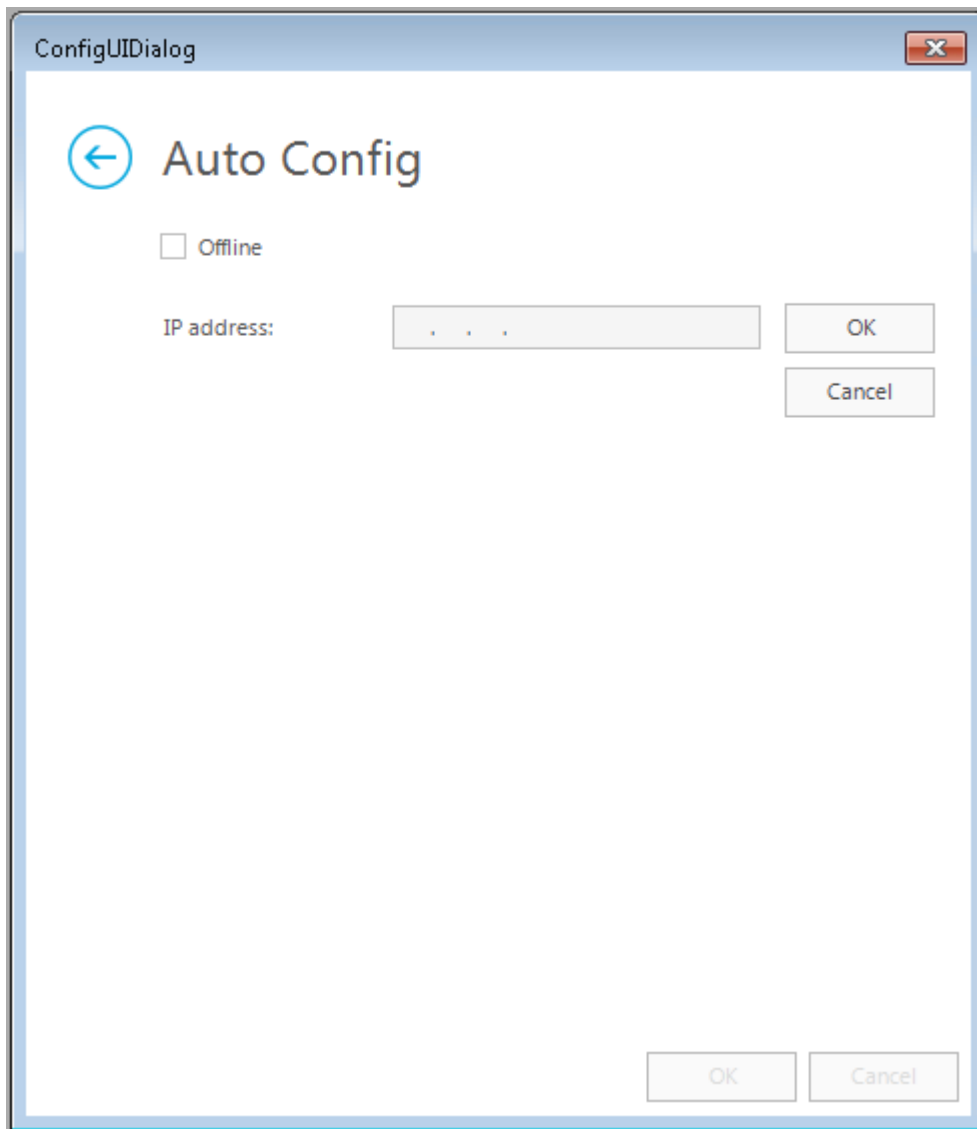 ConfigUIDialog
Auto Config
Offline
IP address: . . . OK
Cancel
OK Cancel